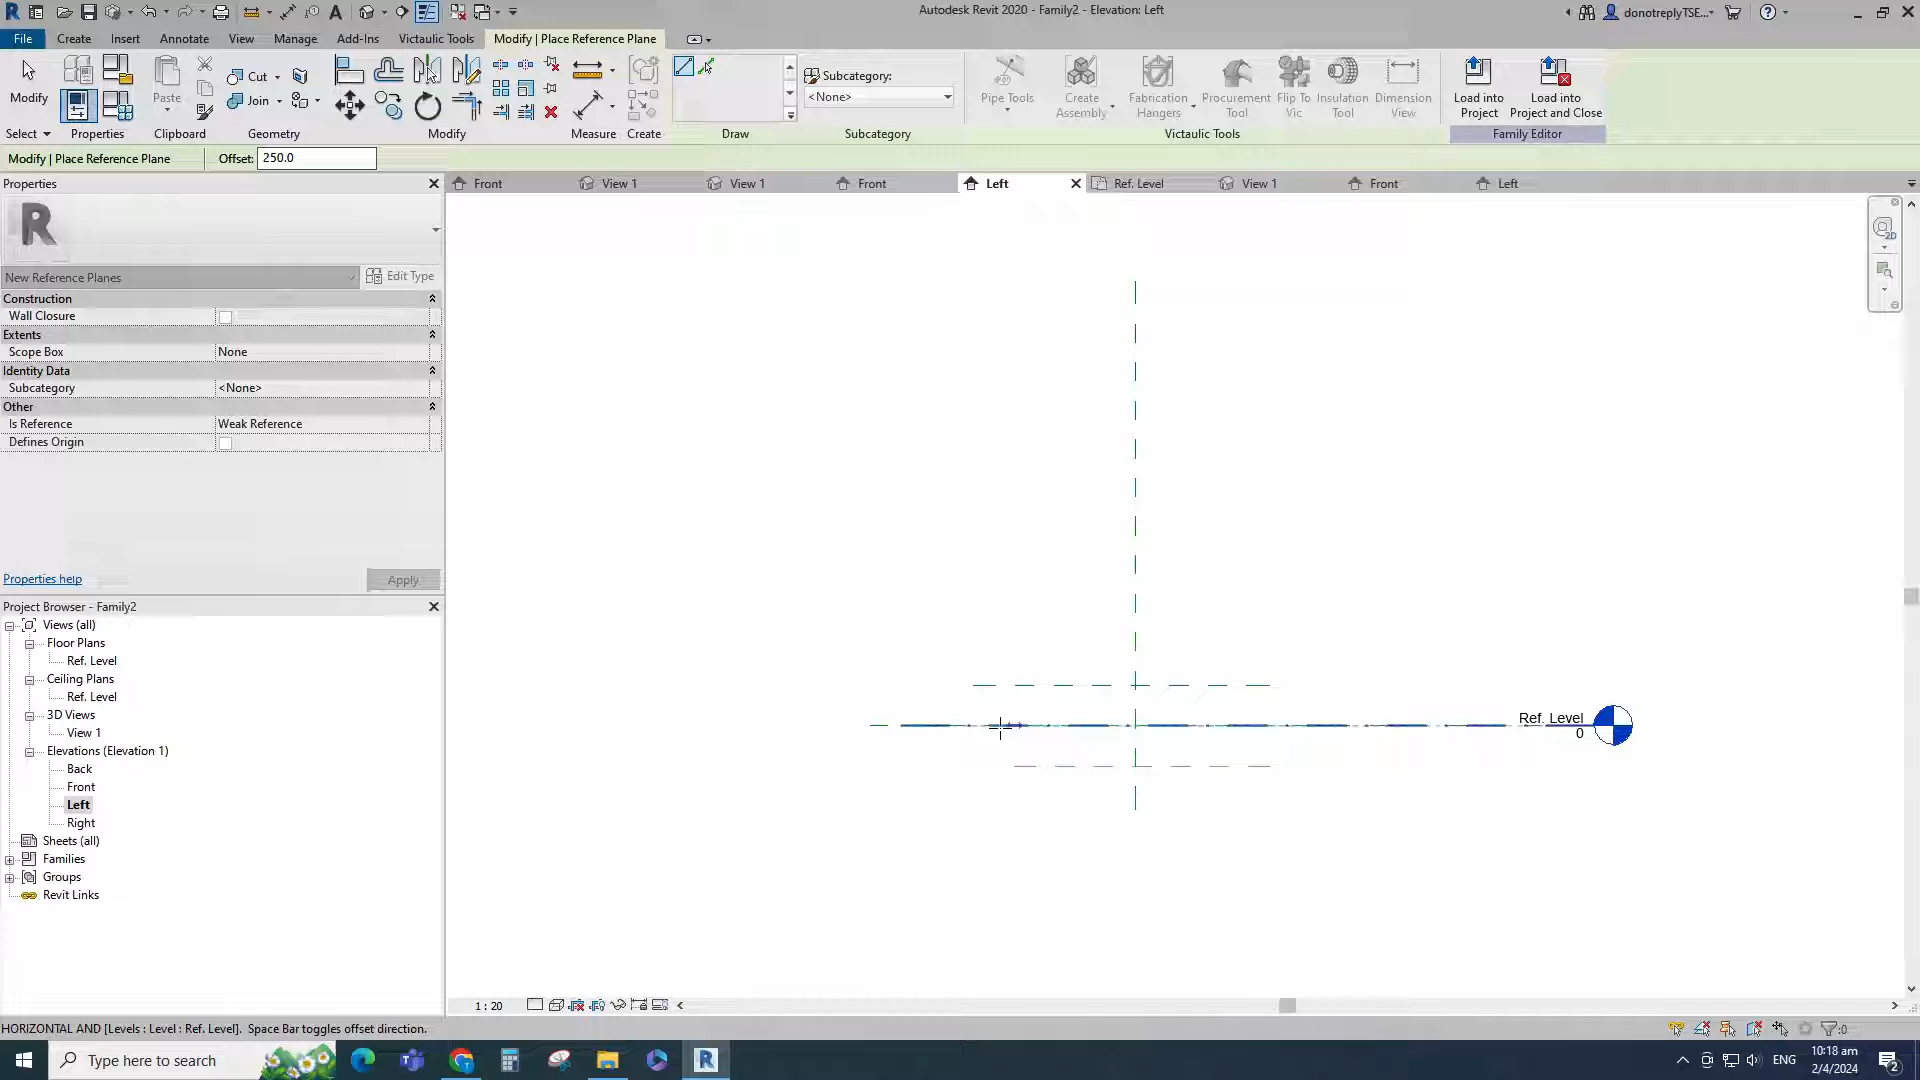 Autodesk Revit 2020 - Family2 - Elevation: Left
donotreplyTSE...
File Create Insert Annotate View Manage Add-Ins Victaulic Tools Modify | Place Reference Plane
Modify
Paste
Cut
Join
Subcategory:
<None>
Pipe Tools
Create Assembly
Fabrication Hangers
Procurement Tool
Flip To Vic
Insulation Tool
Dimension View
Load into Project
Load into Project and Close
Select Properties Clipboard Geometry Modify Measure Create Draw Subcategory Victaulic Tools Family Editor
Modify | Place Reference Plane Offset: 250.0
Properties
Front View 1 View 1 Front Left Ref. Level View 1 Front Left
R
2D
New Reference Planes Edit Type
Construction
Wall Closure
Extents
Scope Box None
Identity Data
Subcategory <None>
Other
Is Reference Weak Reference
Defines Origin
Properties help Apply
Project Browser - Family2
Views (all)
Floor Plans
Ref. Level
Ceiling Plans
Ref. Level
3D Views
View 1
Elevations (Elevation 1)
Back
Front
Left
Right
Sheets (all)
Families
Groups
Revit Links
Ref. Level
0
1 : 20
HORIZONTAL AND [Levels : Level : Ref. Level]. Space Bar toggles offset direction.
:0
Type here to search
ENG
10:18 am
2/4/2024
2